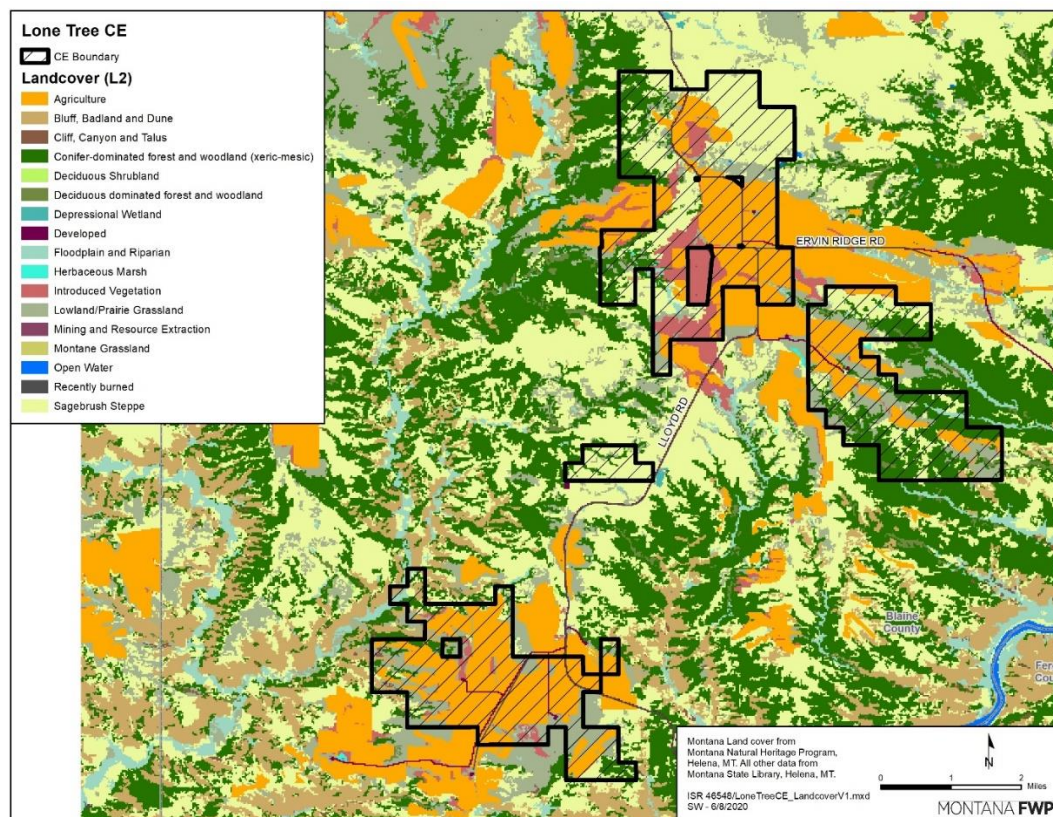 Lone Tree CE
CE Boundary
Landcover (L2)
Agriculture
Bluff, Badland and Dune
Cliff, Canyon and Talus
Conifer-dominated forest and woodland (xeric-mesic)
Deciduous Shrubland
Deciduous dominated forest and woodland
Depressional Wetland
Developed
Floodplain and Riparian
Herbaceous Marsh
Introduced Vegetation
Lowland/Prairie Grassland
Mining and Resource Extraction
Montane Grassland
Open Water
Recently burned
Sagebrush Steppe
ERVIN RIDGE RD
LLOYD RD
Blaine
County
Fer
Cou
Montana Land cover from
Montana Natural Heritage Program,
Helena, MT. All other data from
Montana State Library, Helena, MT.
ISR 46548/LoneTreeCE_LandcoverV1.mxd
SW - 6/8/2020
N
0 1 2
Miles
MONTANA FWP